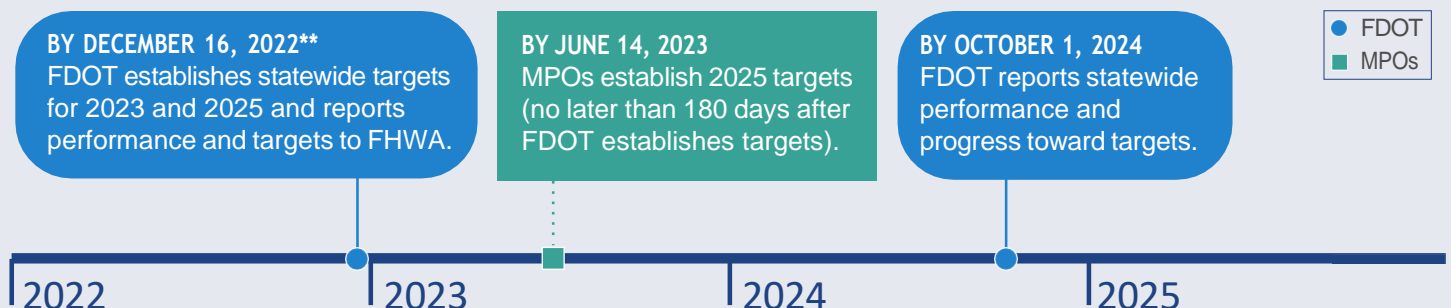 BY DECEMBER 16, 2022**
FDOT establishes statewide targets
for 2023 and 2025 and reports
performance and targets to FHWA.
BY JUNE 14, 2023
MPOs establish 2025 targets
(no later than 180 days after
FDOT establishes targets).
BY OCTOBER 1, 2024
FDOT reports statewide
performance and
progress toward targets.
FDOT
MPOs
2022
2023
2024
2025